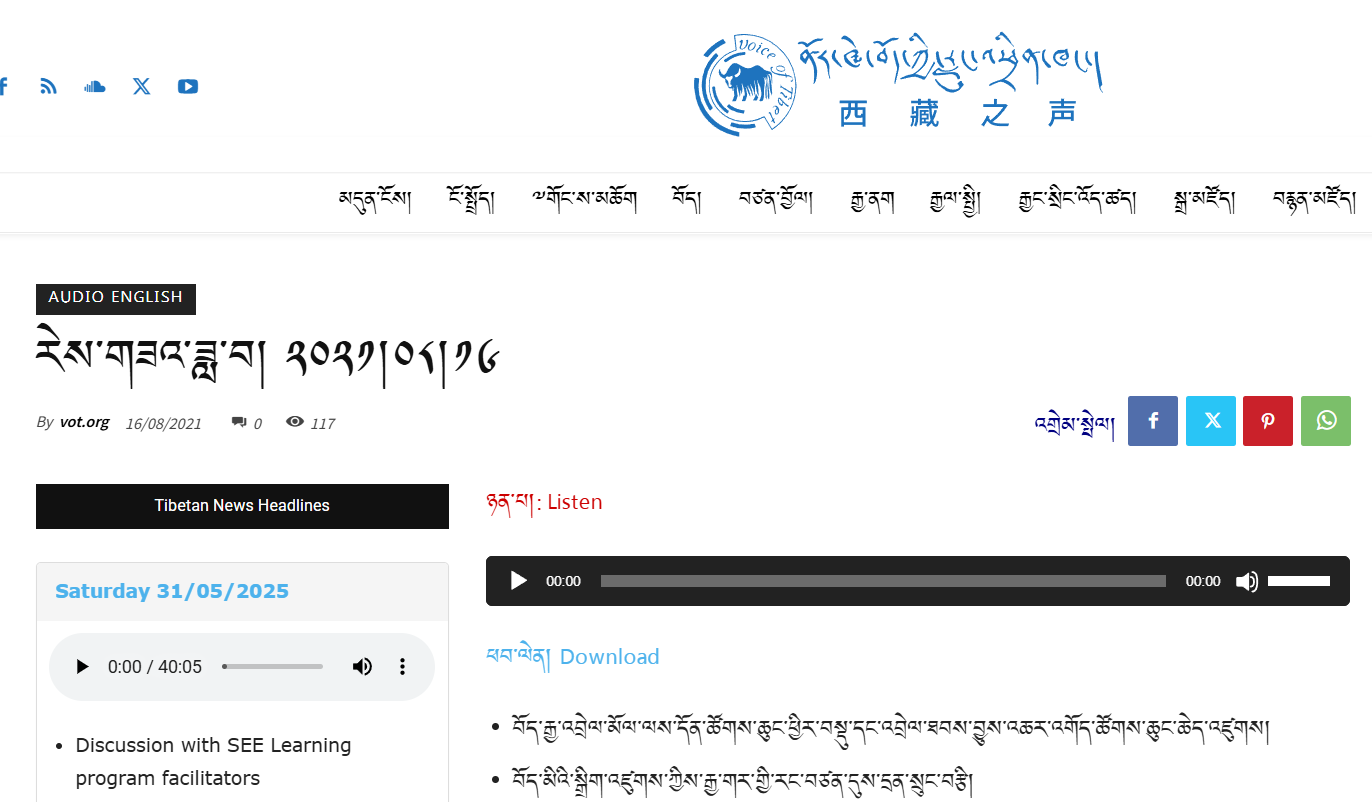 Voice of Tibet
西藏之声
མདུན་ངོས། ངོ་སྤྲོད། ༸གོང་ས་མཆོག བོད། བཙན་བྱོལ། རྒྱ་ནག རྒྱལ་སྤྱི། རྒྱང་སྲིང་འོད་ཚད། སྒྲ་མཛོད། བརྙན་མཛོད།
AUDIO ENGLISH
རེས་གཟའ་ཟླ་བ། ༢༠༢༡།༠༨།༡༦
By vot.org 16/08/2021 0 117
འགྲེམ་སྤེལ།
Tibetan News Headlines
ཉན་པ།: Listen
Saturday 31/05/2025
00:00 00:00
0:00 / 40:05
ཕབ་ལེན། Download
Discussion with SEE Learning
program facilitators
བོད་རྒྱ་འབྲེལ་མོལ་ལས་དོན་ཚོགས་ཆུང་ཕྱིར་བསྡུ་དང་འབྲེལ་ཐབས་བྱུས་འཆར་འགོད་ཚོགས་ཆུང་ཆེད་འཛུགས།
བོད་མིའི་སྒྲིག་འཛུགས་ཀྱིས་རྒྱ་གར་གྱི་རང་བཙན་དུས་དྲན་སྲུང་བརྩི།